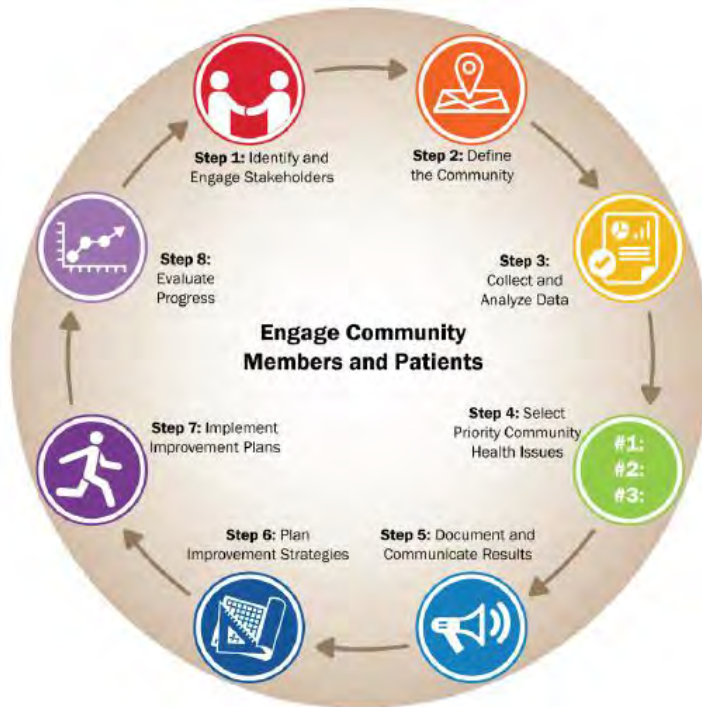 Step 1: Identify and
Engage Stakeholders
Step 2: Define
the Community
Step 3:
Collect and
Analyze Data
Step 4: Select
Priority Community
Health Issues
#1:
#2:
#3:
Step 5: Document and
Communicate Results
Step 6: Plan
Improvement Strategies
Step 7: Implement
Improvement Plans
Step 8:
Evaluate
Progress
Engage Community
Members and Patients